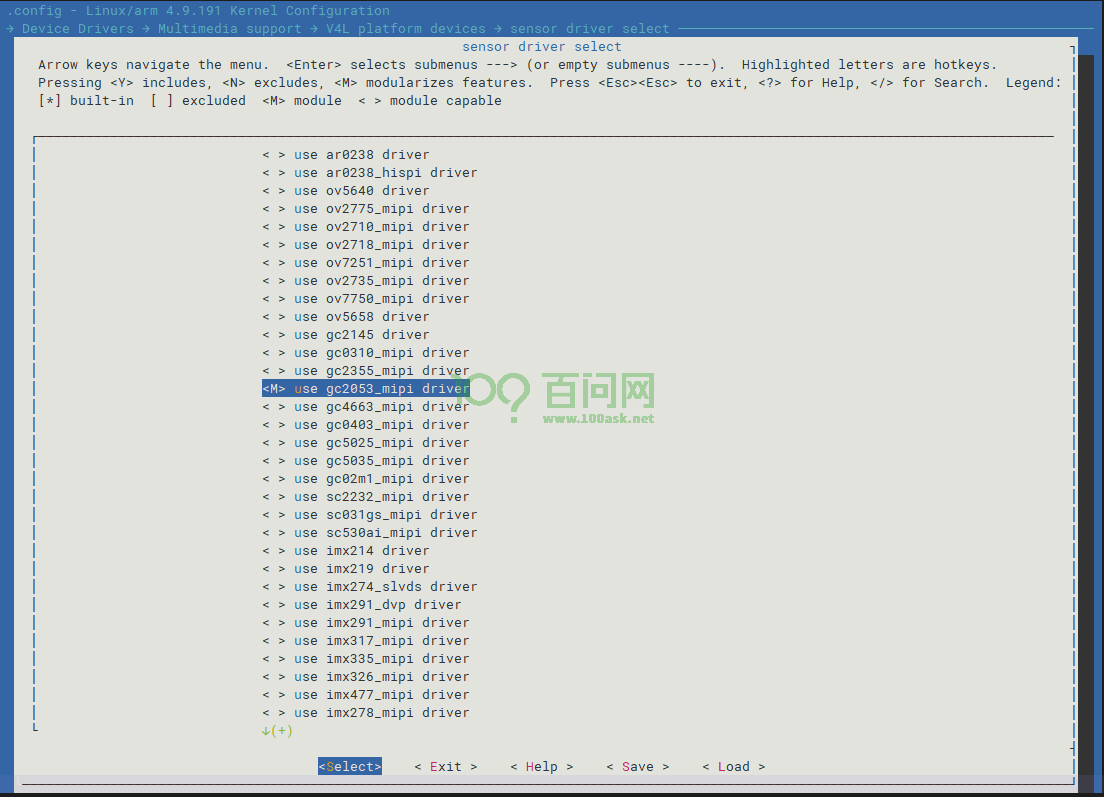 .config - Linux/arm 4.9.191 Kernel Configuration
→ Device Drivers → Multimedia support → V4L platform devices → sensor driver select
sensor driver select
Arrow keys navigate the menu.  <Enter> selects submenus ---> (or empty submenus ----).  Highlighted letters are hotkeys.
Pressing <Y> includes, <N> excludes, <M> modularizes features.  Press <Esc><Esc> to exit, <?> for Help, </> for Search.  Legend:
[*] built-in  [ ] excluded  <M> module  < > module capable
< > use ar0238 driver
< > use ar0238_hispi driver
< > use ov5640 driver
< > use ov2775_mipi driver
< > use ov2710_mipi driver
< > use ov2718_mipi driver
< > use ov7251_mipi driver
< > use ov2735_mipi driver
< > use ov7750_mipi driver
< > use ov5658 driver
< > use gc2145 driver
< > use gc0310_mipi driver
< > use gc2355_mipi driver
<M> use gc2053_mipi driver
< > use gc4663_mipi driver
< > use gc0403_mipi driver
< > use gc5025_mipi driver
< > use gc5035_mipi driver
< > use gc02m1_mipi driver
< > use sc2232_mipi driver
< > use sc031gs_mipi driver
< > use sc530ai_mipi driver
< > use imx214 driver
< > use imx219 driver
< > use imx274_slvds driver
< > use imx291_dvp driver
< > use imx291_mipi driver
< > use imx317_mipi driver
< > use imx335_mipi driver
< > use imx326_mipi driver
< > use imx477_mipi driver
< > use imx278_mipi driver
↓(+)
<Select>    < Exit >    < Help >    < Save >    < Load >
100? 百问网
www.100ask.net